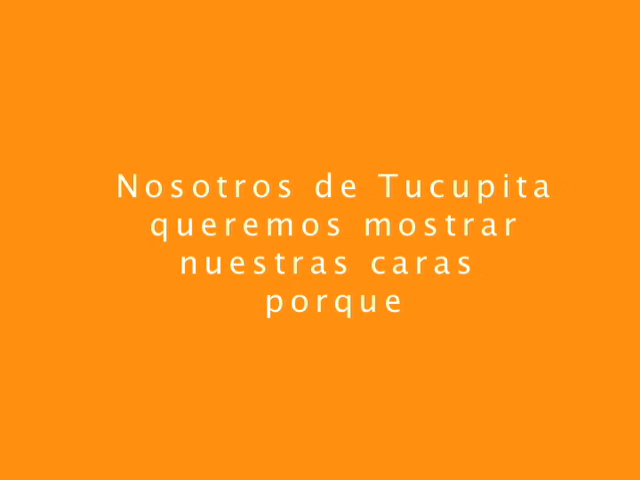 Nosotros de Tucupita
queremos mostrar
nuestras caras
porque